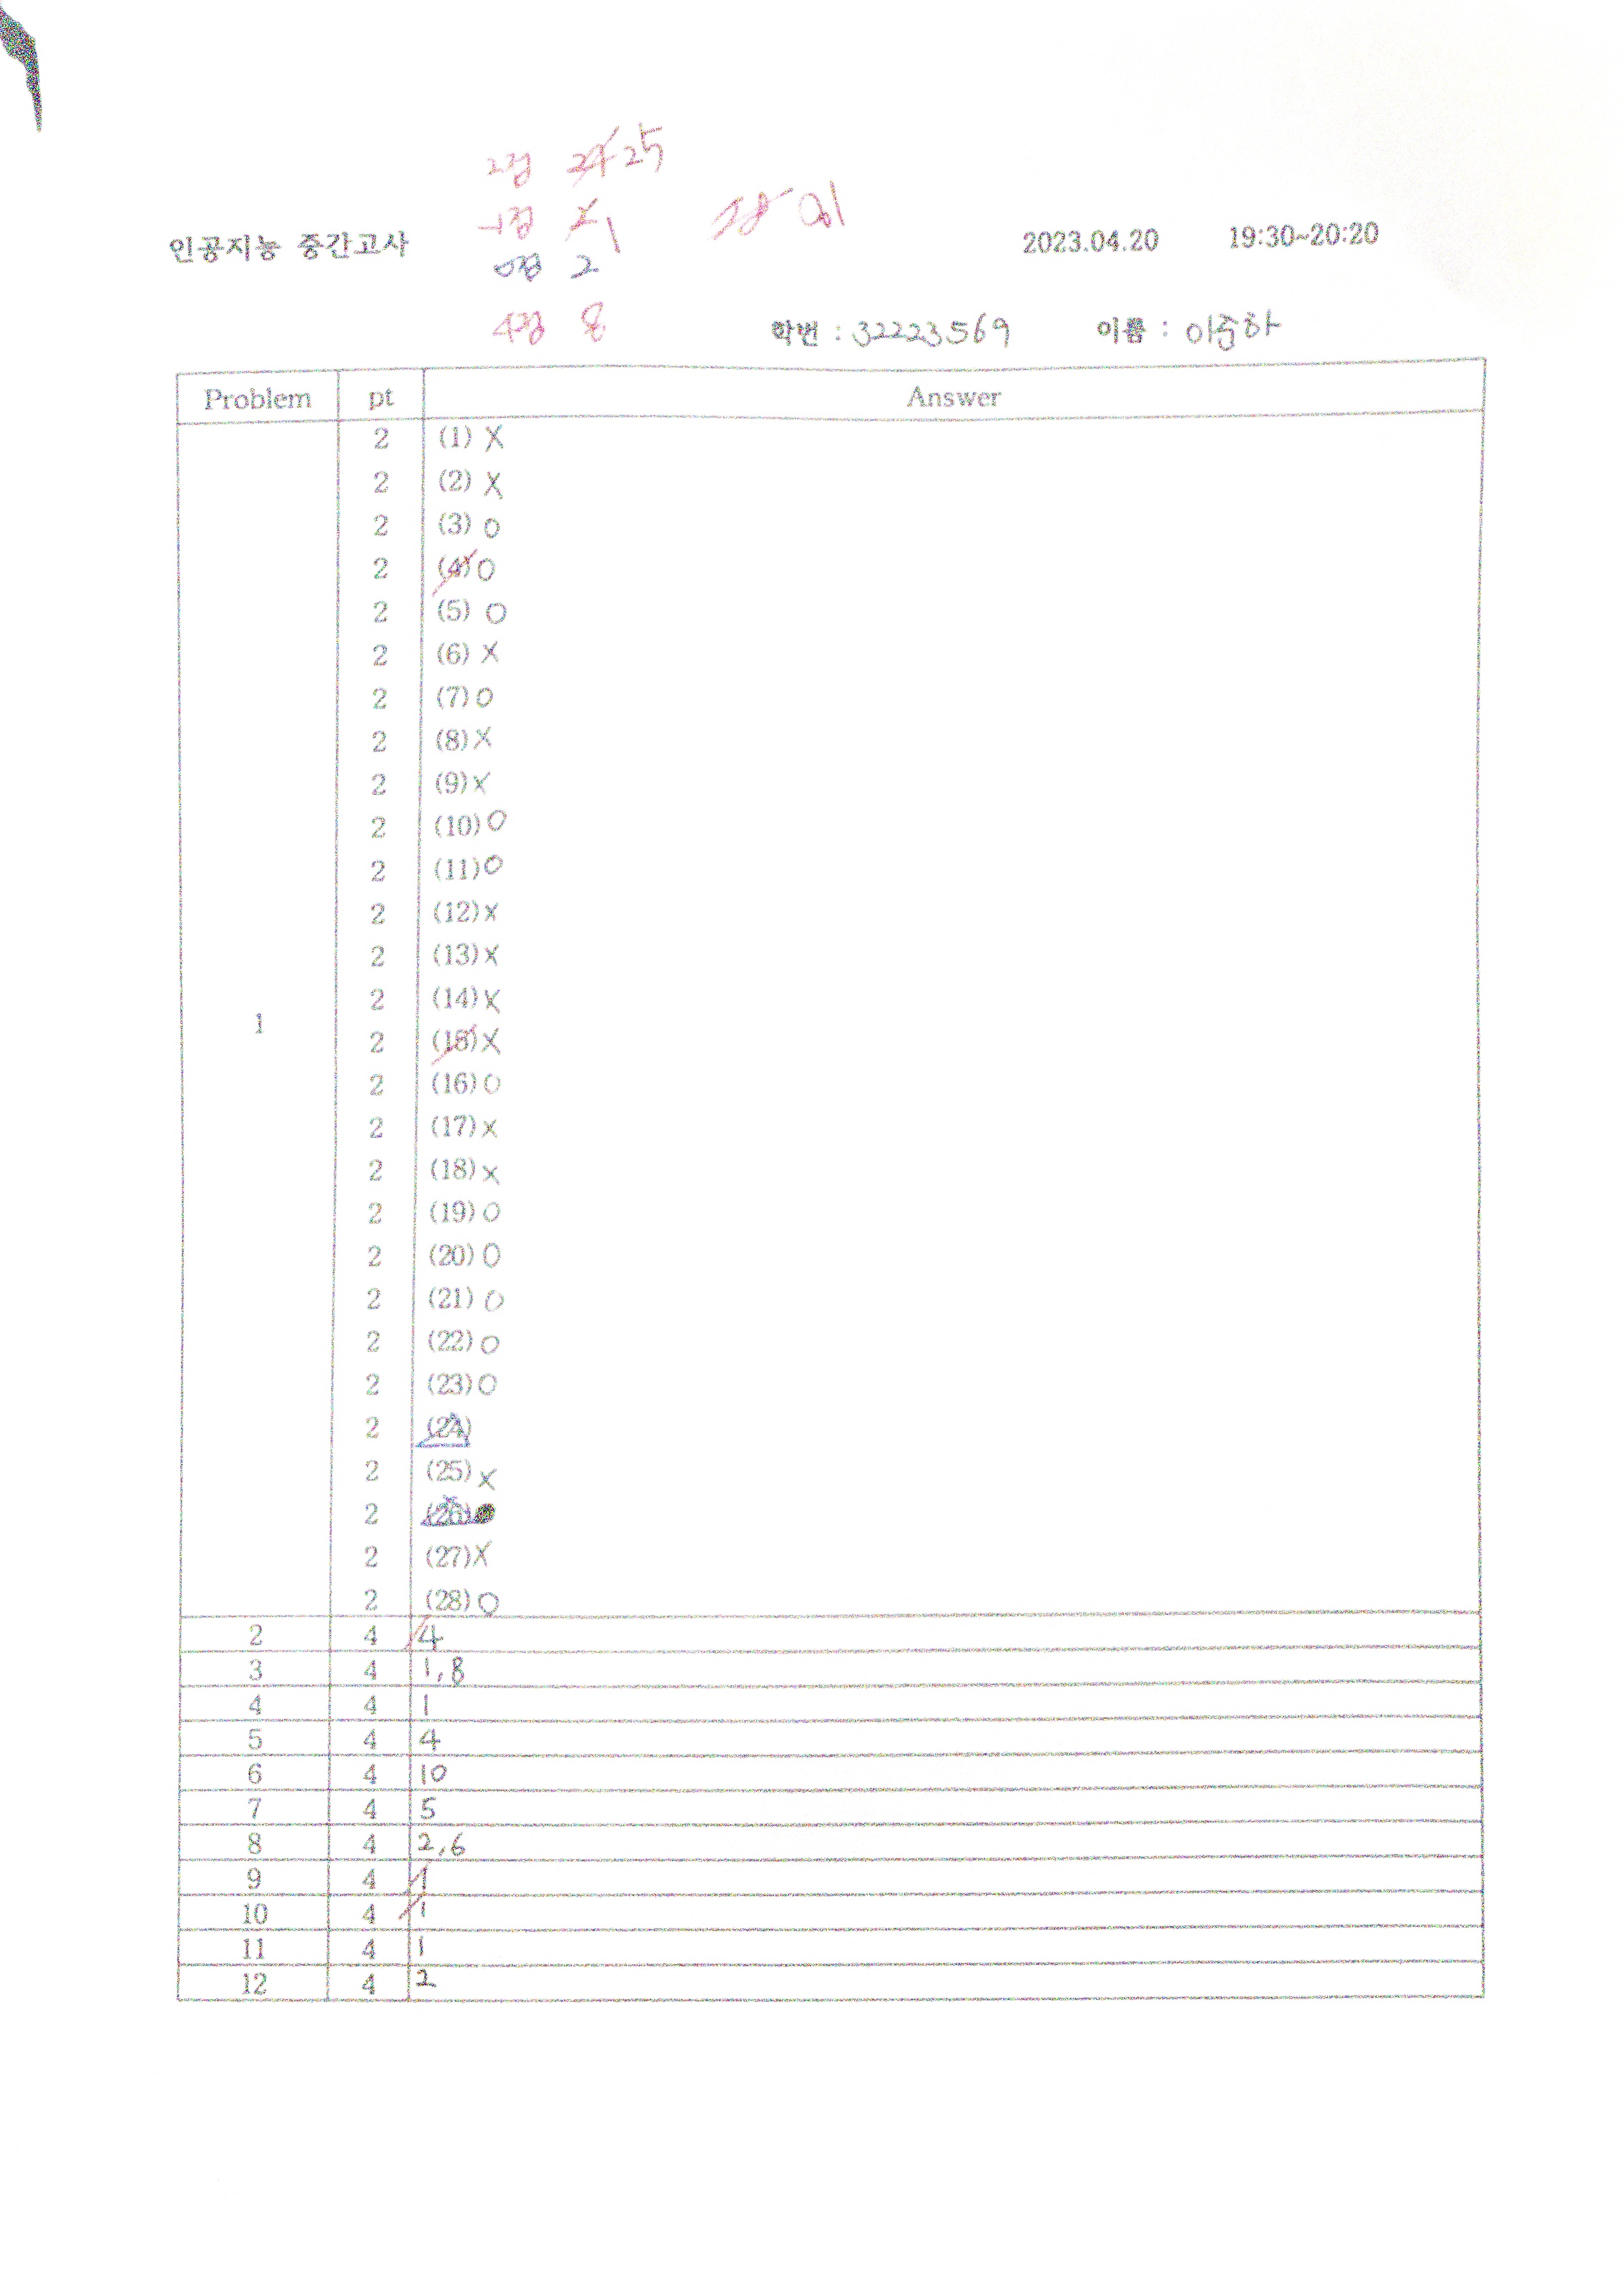 2점 24 25
-1점 2 1
0점 2
4점 8
인공지능 중간고사 2023.04.20 19:30~20:20
학번 : 32223569 이름 : 이승하
Problem pt Answer
1
2 (1) X
2 (2) X
2 (3) O
2 (4) O
2 (5) O
2 (6) X
2 (7) O
2 (8) X
2 (9) X
2 (10) O
2 (11) O
2 (12) X
2 (13) X
2 (14) X
2 (15) X
2 (16) O
2 (17) X
2 (18) X
2 (19) O
2 (20) O
2 (21) O
2 (22) O
2 (23) O
2 (24)
2 (25) X
2 (26)
2 (27) X
2 (28) O
2 4 4
3 4 1, 8
4 4 1
5 4 4
6 4 10
7 4 5
8 4 2, 6
9 4 1
10 4 1
11 4 1
12 4 2